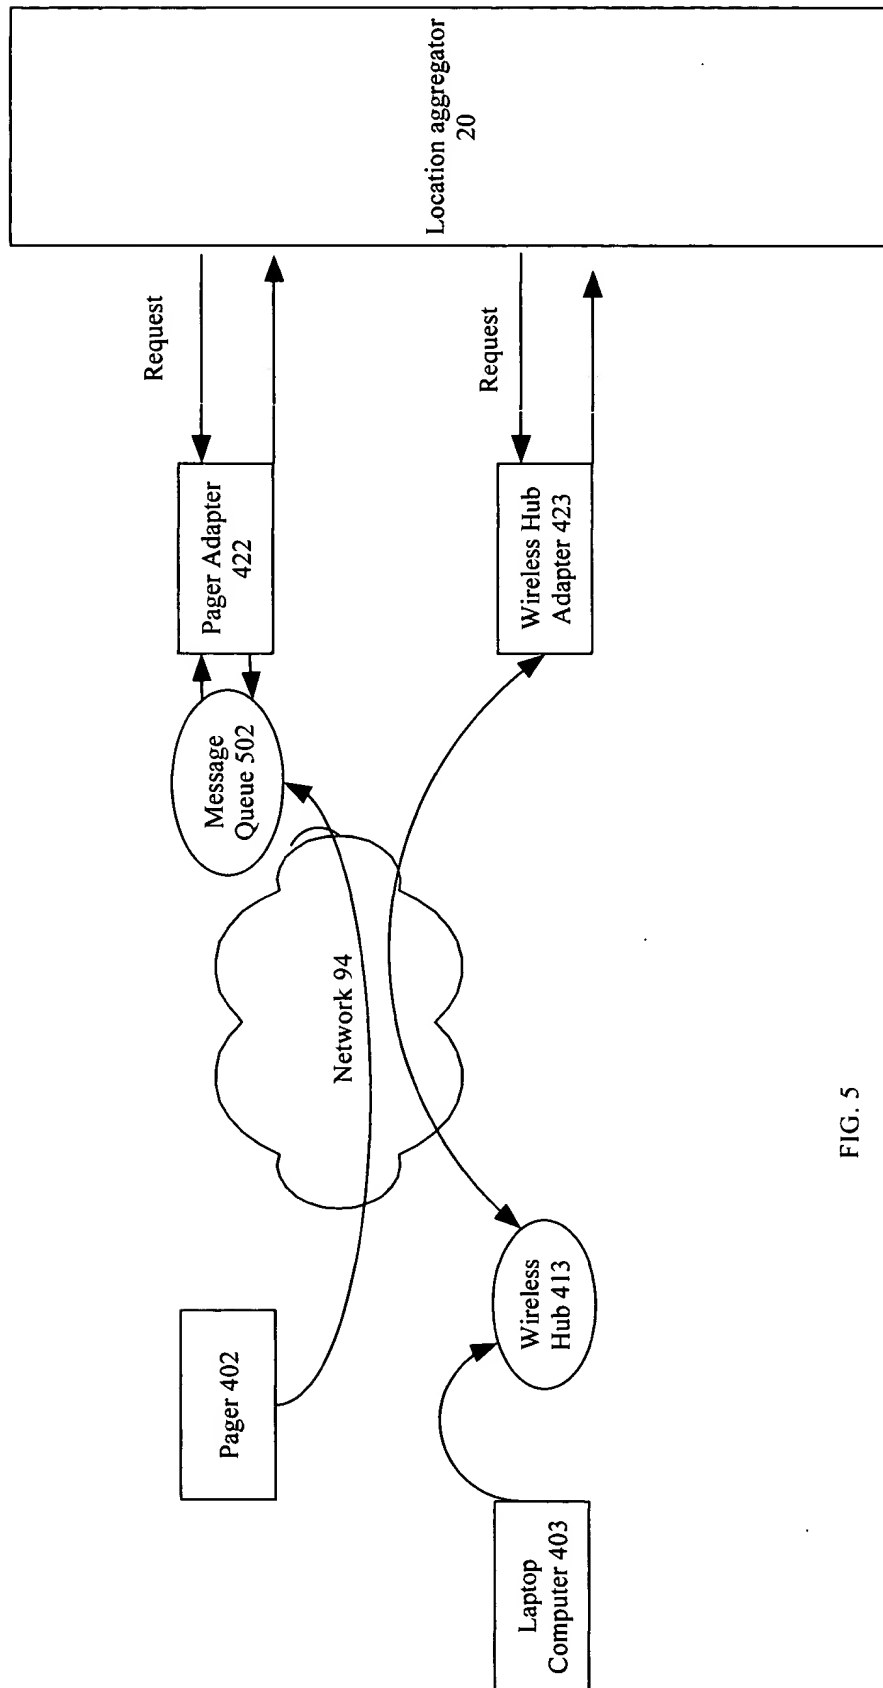 Pager 402
Network 94
Message
Queue 502
Pager Adapter
422
Request
Location aggregator
20
Laptop
Computer 403
Wireless
Hub 413
Wireless Hub
Adapter 423
Request
FIG. 5